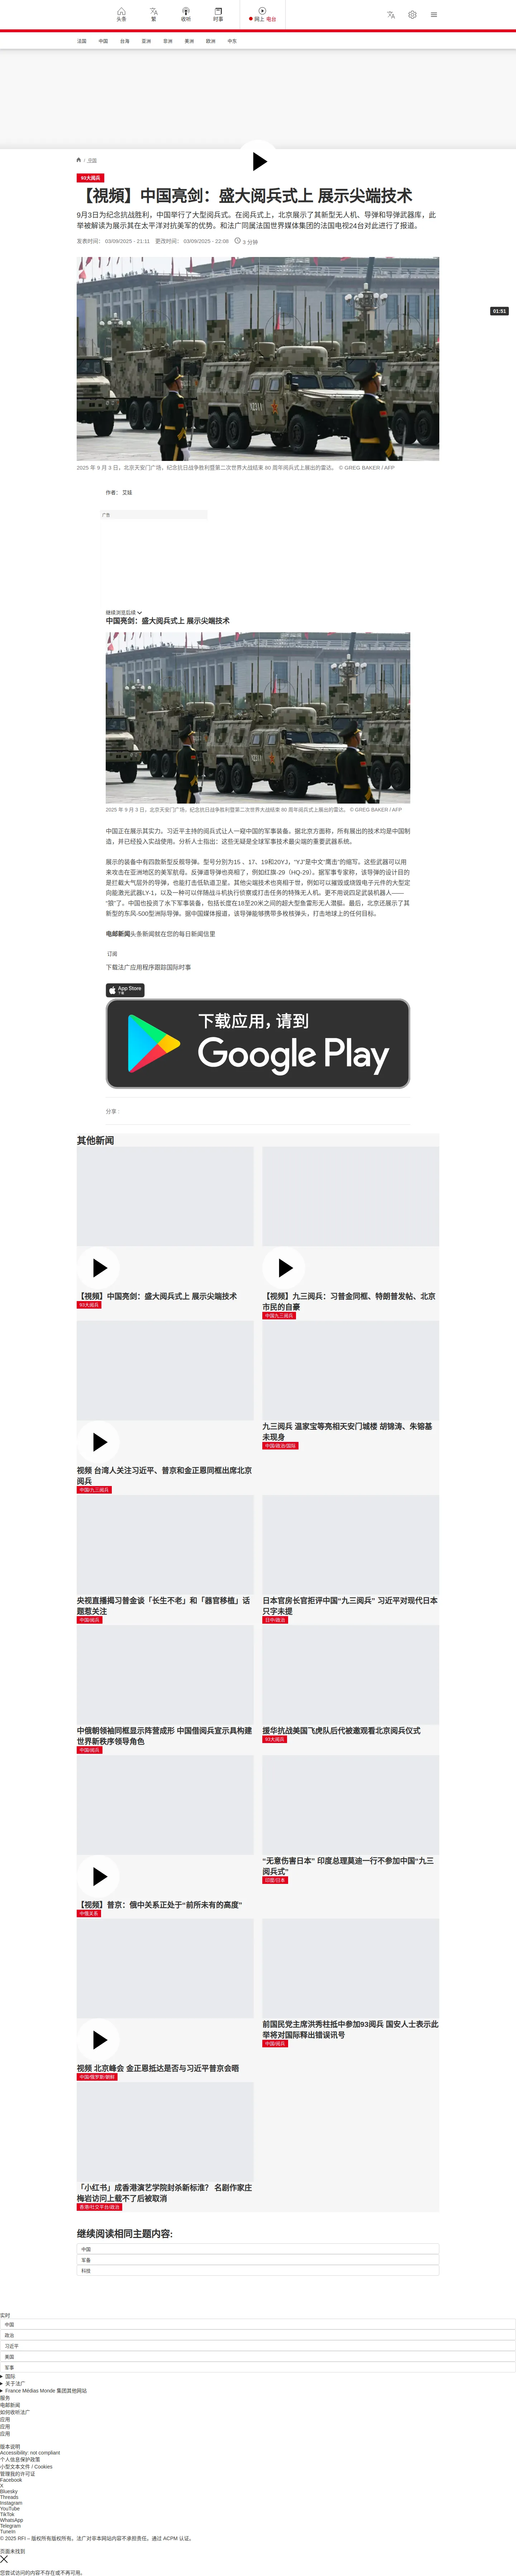 头条
繁
收听
时事
网上 电台
法国
中国
台海
亚洲
非洲
美洲
欧洲
中东
/ 中国
93大阅兵
【视频】中国亮剑：盛大阅兵式上 展示尖端技术
9月3日为纪念抗战胜利，中国举行了大型阅兵式。在阅兵式上，北京展示了其新型无人机、导弹和导弹武器库，此
举被解读为展示其在太平洋对抗美军的优势。和法广同属法国世界媒体集团的法国电视24台对此进行了报道。
发表时间： 03/09/2025 - 21:11 更改时间： 03/09/2025 - 22:08 3 分钟
01:51
2025 年 9 月 3 日，北京天安门广场，纪念抗日战争胜利暨第二次世界大战结束 80 周年阅兵式上展出的雷达。 © GREG BAKER / AFP
作者： 艾娃
广告
继续浏览后续
中国亮剑：盛大阅兵式上 展示尖端技术
2025 年 9 月 3 日，北京天安门广场，纪念抗日战争胜利暨第二次世界大战结束 80 周年阅兵式上展出的雷达。 © GREG BAKER / AFP
中国正在展示其实力。习近平主持的阅兵式让人一窥中国的军事装备。据北京方面称，所有展出的技术均是中国制
造，并已经投入实战使用。分析人士指出：这些无疑是全球军事技术最尖端的重要武器系统。
展示的装备中有四款新型反舰导弹。型号分别为15 、17、19和20YJ，“YJ”是中文“鹰击”的缩写。这些武器可以用
来攻击在亚洲地区的美军航母。反弹道导弹也亮相了，例如红旗-29（HQ-29）。据军事专家称，该导弹的设计目的
是拦截大气层外的导弹，也能打击低轨道卫星。其他尖端技术也亮相于世，例如可以摧毁或烧毁电子元件的大型定
向能激光武器LY-1，以及一种可以伴随战斗机执行侦察或打击任务的特殊无人机。更不用说四足武装机器人——
“狼”了。中国也投资了水下军事装备，包括长度在18至20米之间的超大型鱼雷形无人潜艇。最后，北京还展示了其
新型的东风-500型洲际导弹。据中国媒体报道，该导弹能够携带多枚核弹头，打击地球上的任何目标。
电邮新闻头条新闻就在您的每日新闻信里
订阅
下载法广应用程序跟踪国际时事
App Store
下载应用，请到
Google Play
分享 :
其他新闻
【视频】中国亮剑：盛大阅兵式上 展示尖端技术
93大阅兵
【视频】九三阅兵：习普金同框、特朗普发帖、北京
市民的自豪
中国九三阅兵
视频 台湾人关注习近平、普京和金正恩同框出席北京
阅兵
中国/九三阅兵
九三阅兵 温家宝等亮相天安门城楼 胡锦涛、朱镕基
未现身
中国/政治/国际
央视直播揭习普金谈「长生不老」和「器官移植」话
题惹关注
中国/阅兵
日本官房长官拒评中国“九三阅兵” 习近平对现代日本
只字未提
日中/政治
中俄朝领袖同框显示阵营成形 中国借阅兵宣示具构建
世界新秩序领导角色
中国/阅兵
援华抗战美国飞虎队后代被邀观看北京阅兵仪式
93大阅兵
【视频】普京：俄中关系正处于“前所未有的高度”
中俄关系
“无意伤害日本” 印度总理莫迪一行不参加中国“九三
阅兵式”
印度/日本
视频 北京峰会 金正恩抵达是否与习近平普京会晤
中国/俄罗斯/朝鲜
前国民党主席洪秀柱抵中参加93阅兵 国安人士表示此
举将对国际释出错误讯号
中国/阅兵
「小红书」成香港演艺学院封杀新标准？ 名剧作家庄
梅岩访问上载不了后被取消
香港/社交平台/政治
继续阅读相同主题内容:
中国
军备
科技
实时
中国
政治
习近平
美国
军事
国际
关于法广
France Médias Monde 集团其他网站
服务
电邮新闻
如何收听法广
应用
应用
应用
版本说明
Accessibility: not compliant
个人信息保护政策
小型文本文件 / Cookies
管理我的许可证
Facebook
X
Bluesky
Threads
Instagram
YouTube
TikTok
WhatsApp
Telegram
TuneIn
© 2025 RFI – 版权所有版权所有。法广对非本网站内容不承担责任。通过 ACPM 认证。
页面未找到
您尝试访问的内容不存在或不再可用。